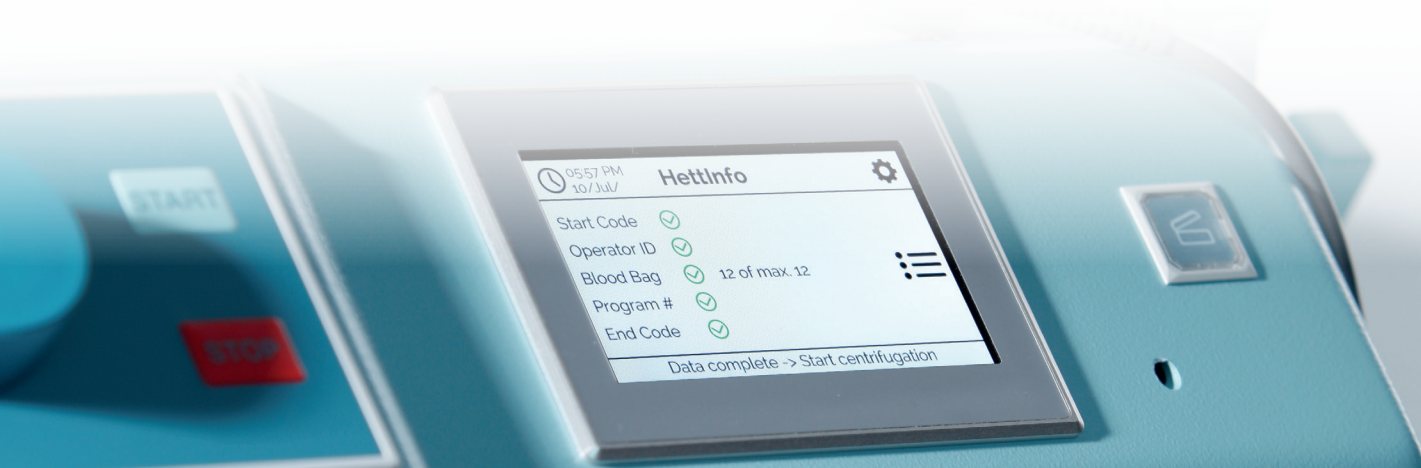 START
STOP
05:57 PM
10/Jul/
HettInfo
Start Code
Operator ID
Blood Bag 12 of max. 12
Program #
End Code
Data complete -> Start centrifugation